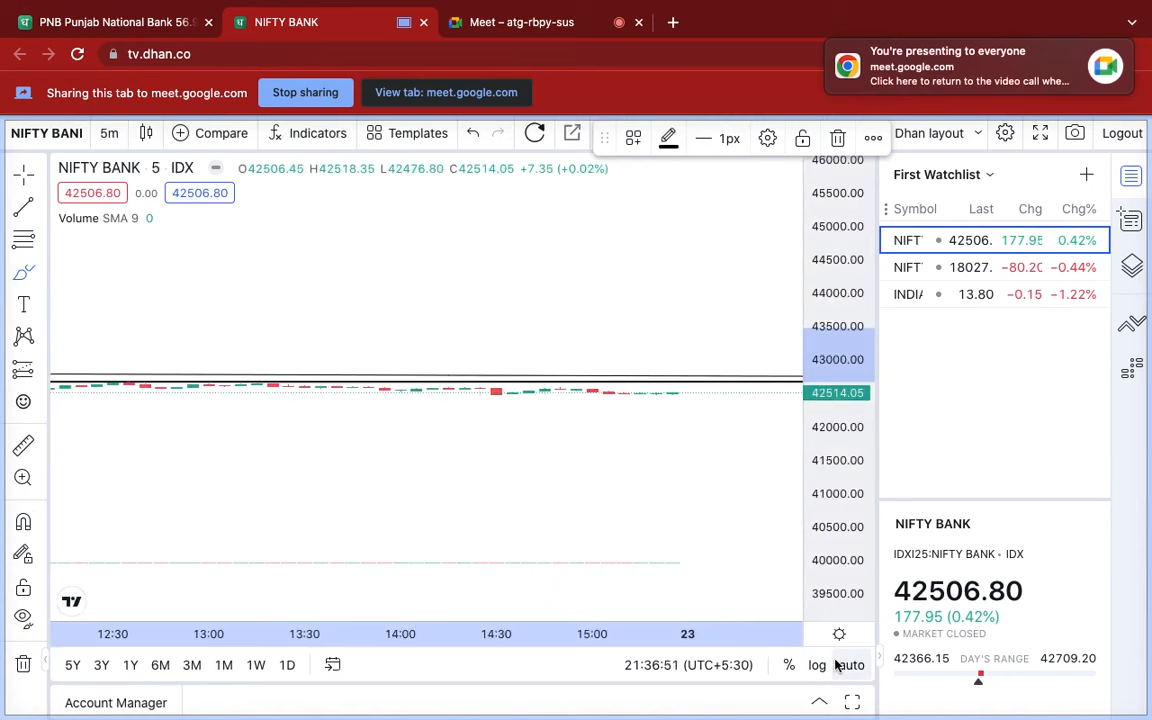 PNB Punjab National Bank 56.9
NIFTY BANK
Meet – atg-rbpy-sus
tv.dhan.co
You're presenting to everyone
meet.google.com
Click here to return to the video call whe...
Sharing this tab to meet.google.com
Stop sharing
View tab: meet.google.com
NIFTY BANI 5m Compare Indicators Templates 1px Dhan layout Logout
NIFTY BANK 5 IDX O42506.45 H42518.35 L42476.80 C42514.05 +7.35 (+0.02%)
42506.80 0.00 42506.80
Volume SMA 9 0
46000.00
45500.00
45000.00
44500.00
44000.00
43500.00
43000.00
42514.05
42000.00
41500.00
41000.00
40500.00
40000.00
39500.00
12:30 13:00 13:30 14:00 14:30 15:00 23
5Y 3Y 1Y 6M 3M 1M 1W 1D 21:36:51 (UTC+5:30) % log auto
Account Manager
First Watchlist
Symbol Last Chg Chg%
NIFT 42506. 177.95 0.42%
NIFT 18027. −80.20 −0.44%
INDIA 13.80 −0.15 −1.22%
NIFTY BANK
IDXI25:NIFTY BANK • IDX
42506.80
177.95 (0.42%)
MARKET CLOSED
42366.15 DAY'S RANGE 42709.20